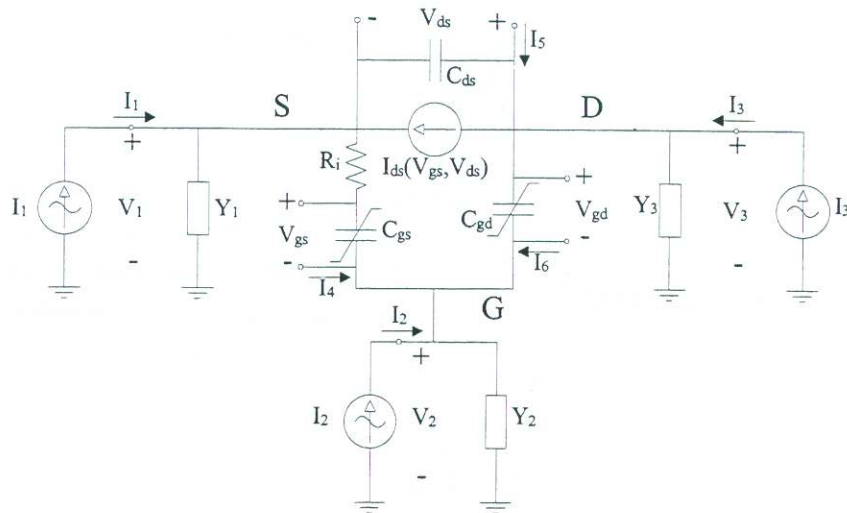 - V_ds +
I_5
C_ds
I_1 S D I_3
+ +
R_i
I_ds(V_gs,V_ds)
+ +
I_1 V_1 Y_1 V_gs C_gs C_gd V_gd Y_3 V_3 I_3
- - - -
I_4 I_6
G
I_2
+
I_2 V_2 Y_2
-